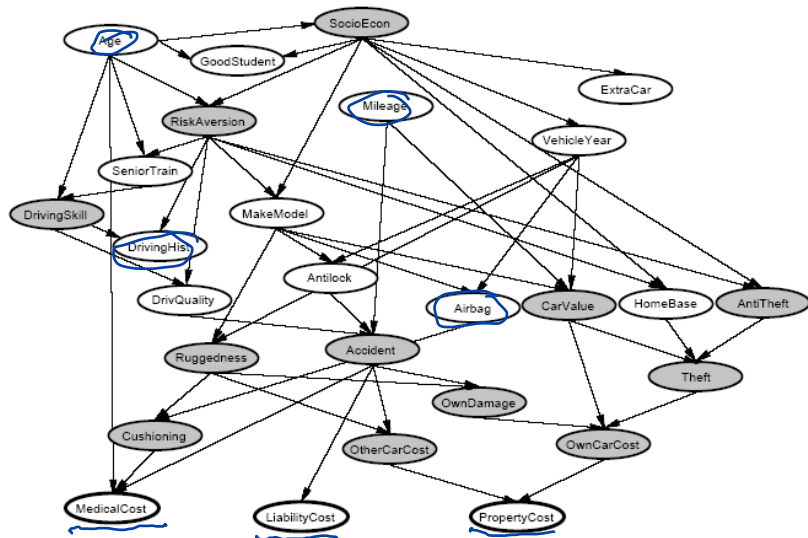 SocioEcon
Age
GoodStudent
ExtraCar
Mileage
RiskAversion
VehicleYear
SeniorTrain
DrivingSkill
MakeModel
DrivingHist
Antilock
DrivQuality
Airbag
CarValue
HomeBase
AntiTheft
Ruggedness
Accident
Theft
OwnDamage
Cushioning
OtherCarCost
OwnCarCost
MedicalCost
LiabilityCost
PropertyCost